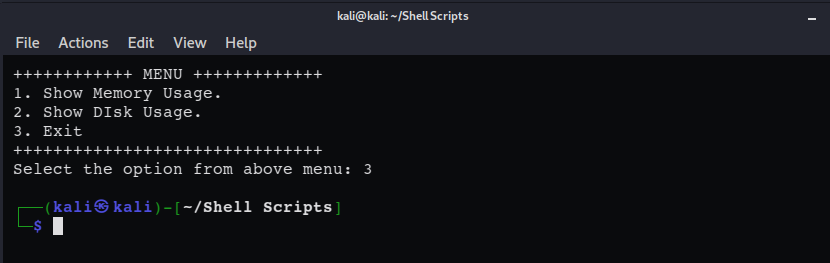 kali@kali: ~/Shell Scripts
File Actions Edit View Help
++++++++++++ MENU +++++++++++++
1. Show Memory Usage.
2. Show DIsk Usage.
3. Exit
+++++++++++++++++++++++++++++++
Select the option from above menu: 3
┌──(kali㉿kali)-[~/Shell Scripts]
└─$